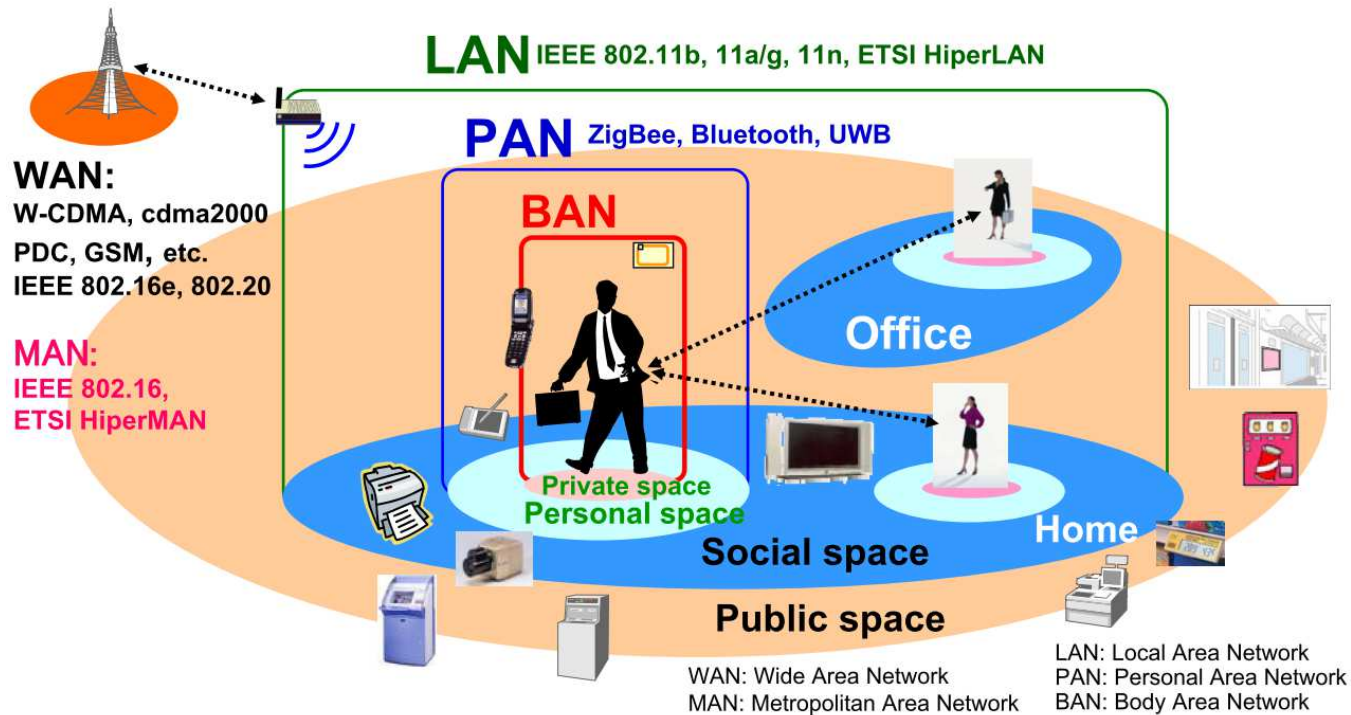 LAN IEEE 802.11b, 11a/g, 11n, ETSI HiperLAN
PAN ZigBee, Bluetooth, UWB
BAN
WAN:
W-CDMA, cdma2000
PDC, GSM, etc.
IEEE 802.16e, 802.20
MAN:
IEEE 802.16,
ETSI HiperMAN
Office
Private space
Personal space
Home
Social space
Public space
WAN: Wide Area Network
MAN: Metropolitan Area Network
LAN: Local Area Network
PAN: Personal Area Network
BAN: Body Area Network